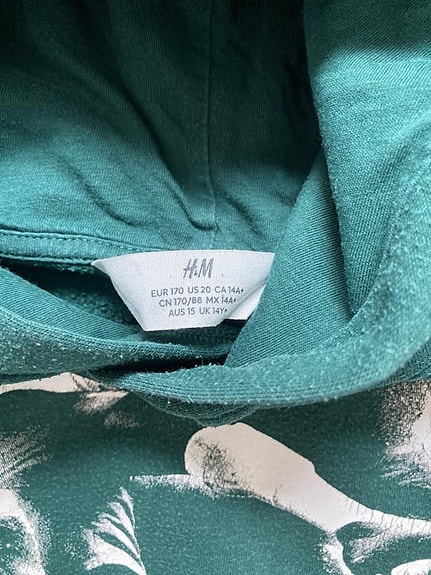 H&M
EUR 170 US 20 CA 14A+
CN 170/88 MX 14A+
AUS 15 UK 14Y+